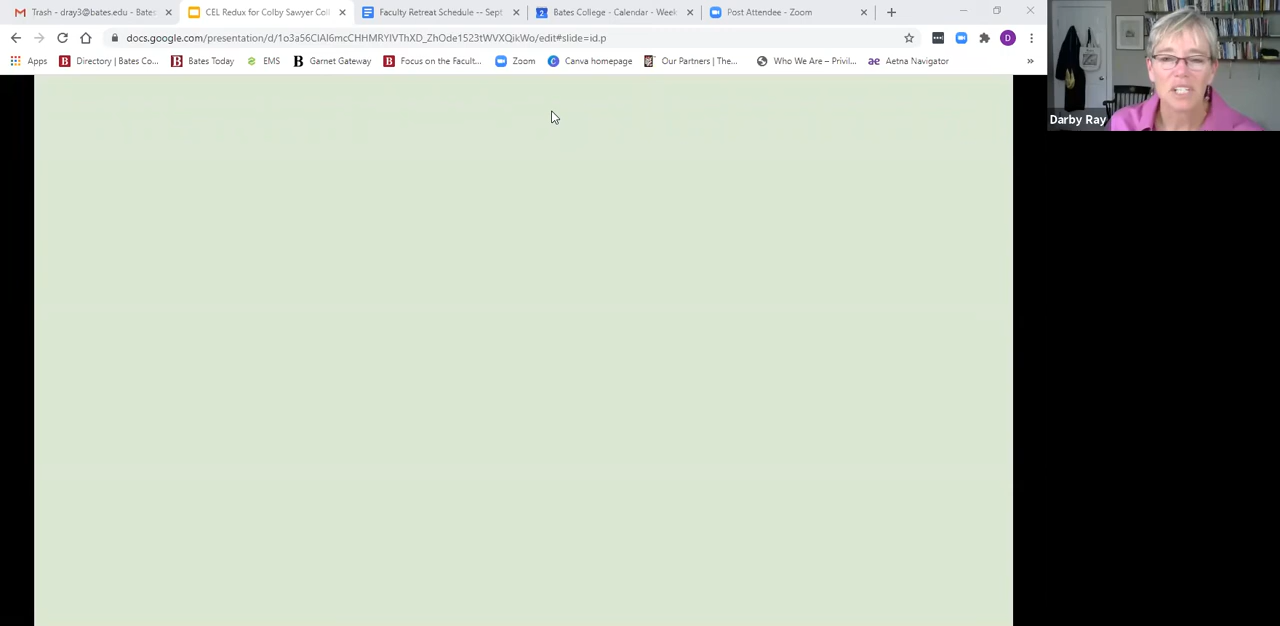 Trash - dray3@bates.edu - Bates
CEL Redux for Colby Sawyer Coll
Faculty Retreat Schedule -- Sept
2 Bates College - Calendar - Week
Post Attendee - Zoom
docs.google.com/presentation/d/1o3a56ClAl6mcCHHMRYlVThXD_ZhOde1523tWVXQikWo/edit#slide=id.p
D
Apps
B Directory | Bates Co...
B Bates Today
EMS
B Garnet Gateway
B Focus on the Facult...
Zoom
C Canva homepage
Our Partners | The...
Who We Are – Privil...
ae Aetna Navigator
»
Darby Ray